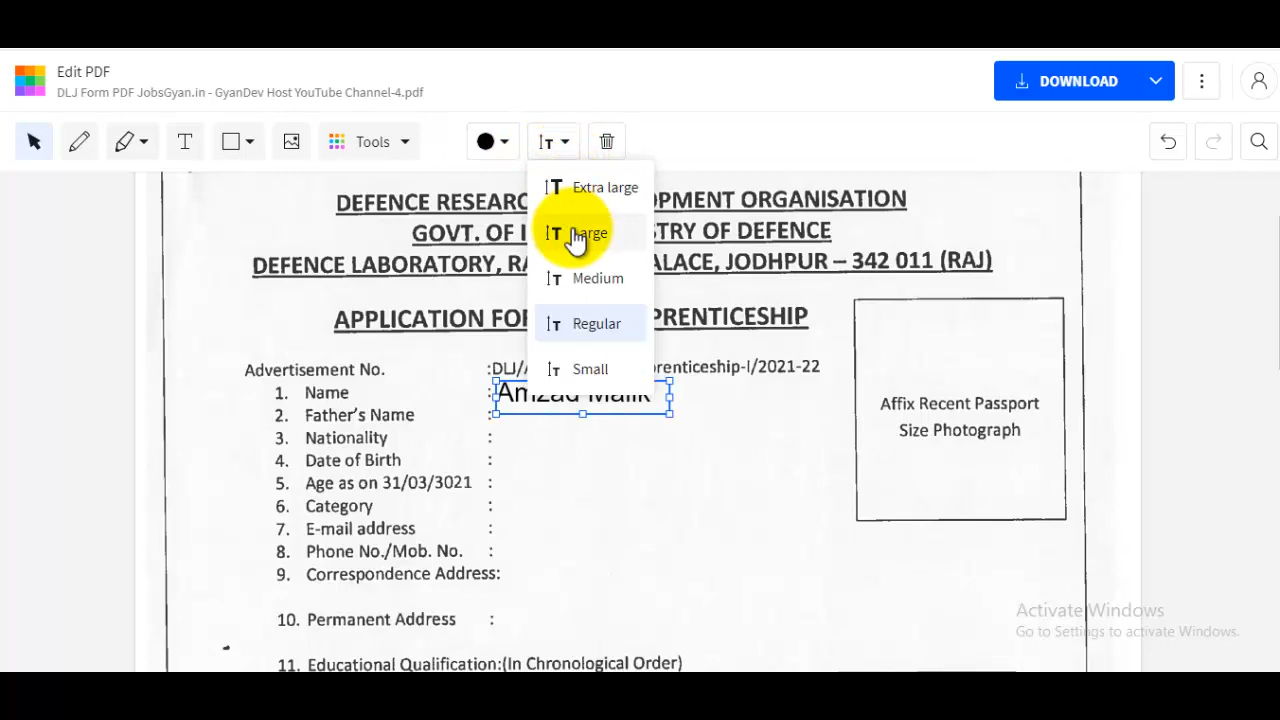 Edit PDF
DLJ Form PDF JobsGyan.in - GyanDev Host YouTube Channel-4.pdf
DOWNLOAD
T Tools T
Extra large
Large
Medium
Regular
Small
DEFENCE RESEARC OPMENT ORGANISATION
GOVT. OF I STRY OF DEFENCE
DEFENCE LABORATORY, RA ALACE, JODHPUR – 342 011 (RAJ)
APPLICATION FO PRENTICESHIP
Advertisement No. :DLJ/A prenticeship-I/2021-22
1. Name : Amzad Malik
2. Father's Name :
3. Nationality :
4. Date of Birth :
5. Age as on 31/03/3021 :
6. Category :
7. E-mail address :
8. Phone No./Mob. No. :
9. Correspondence Address:
10. Permanent Address :
11. Educational Qualification:(In Chronological Order)
Affix Recent Passport
Size Photograph
Activate Windows
Go to Settings to activate Windows.